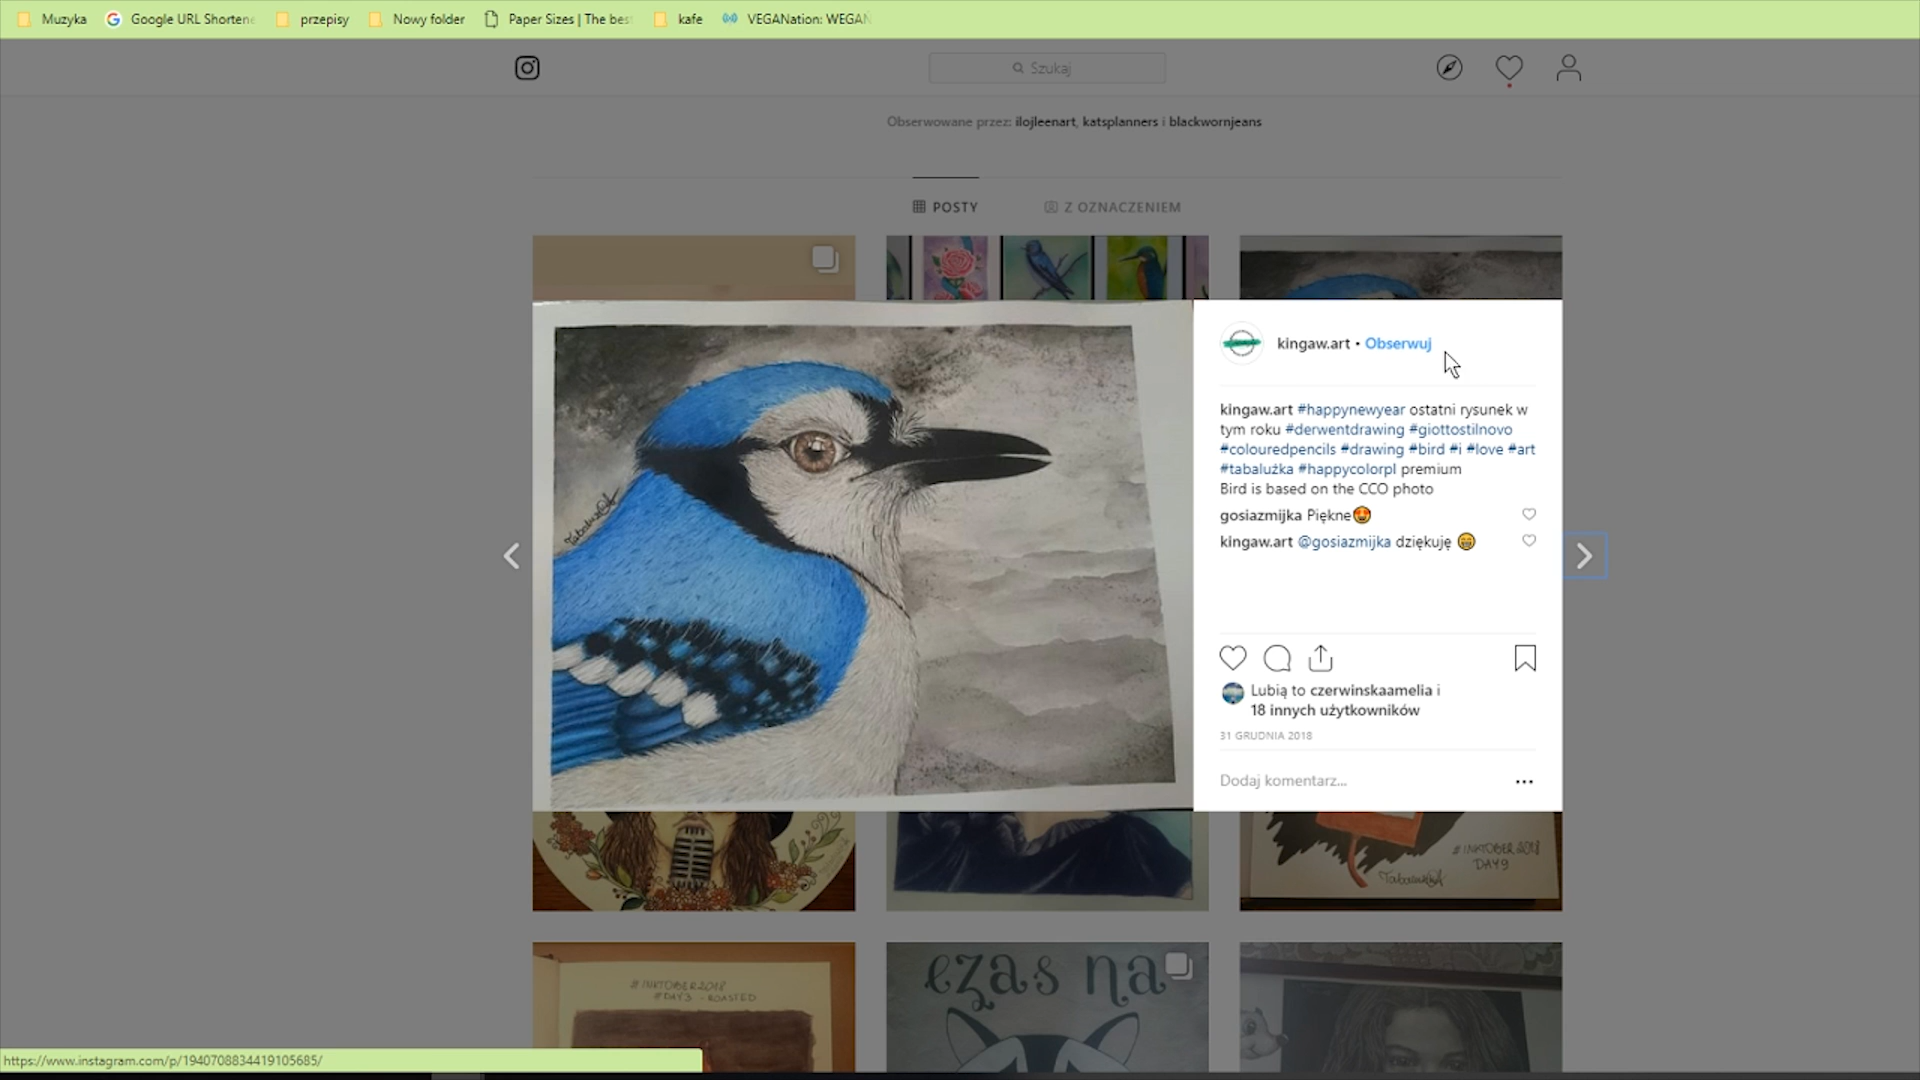 Muzyka
Google URL Shortene
przepisy
Nowy folder
Paper Sizes | The bes
kafe
VEGANation: WEGAŃ
Szukaj
Obserwowane przez: ilojleenart, katsplanners i blackwornjeans
POSTY
Z OZNACZENIEM
kingaw.art • Obserwuj
kingaw.art #happynewyear ostatni rysunek w
tym roku #derwentdrawing #giottostilnovo
#colouredpencils #drawing #bird #i #love #art
#tabalużka #happycolorpl premium
Bird is based on the CCO photo
gosiazmijka Piękne😍
kingaw.art @gosiazmijka dziękuję 😁
Lubią to czerwinskaamelia i
18 innych użytkowników
31 GRUDNIA 2018
Dodaj komentarz...
#INKTOBER2018
DAY9
#INKTOBER2018
#DAY3 - ROASTED
czas na
https://www.instagram.com/p/1940708834419105685/